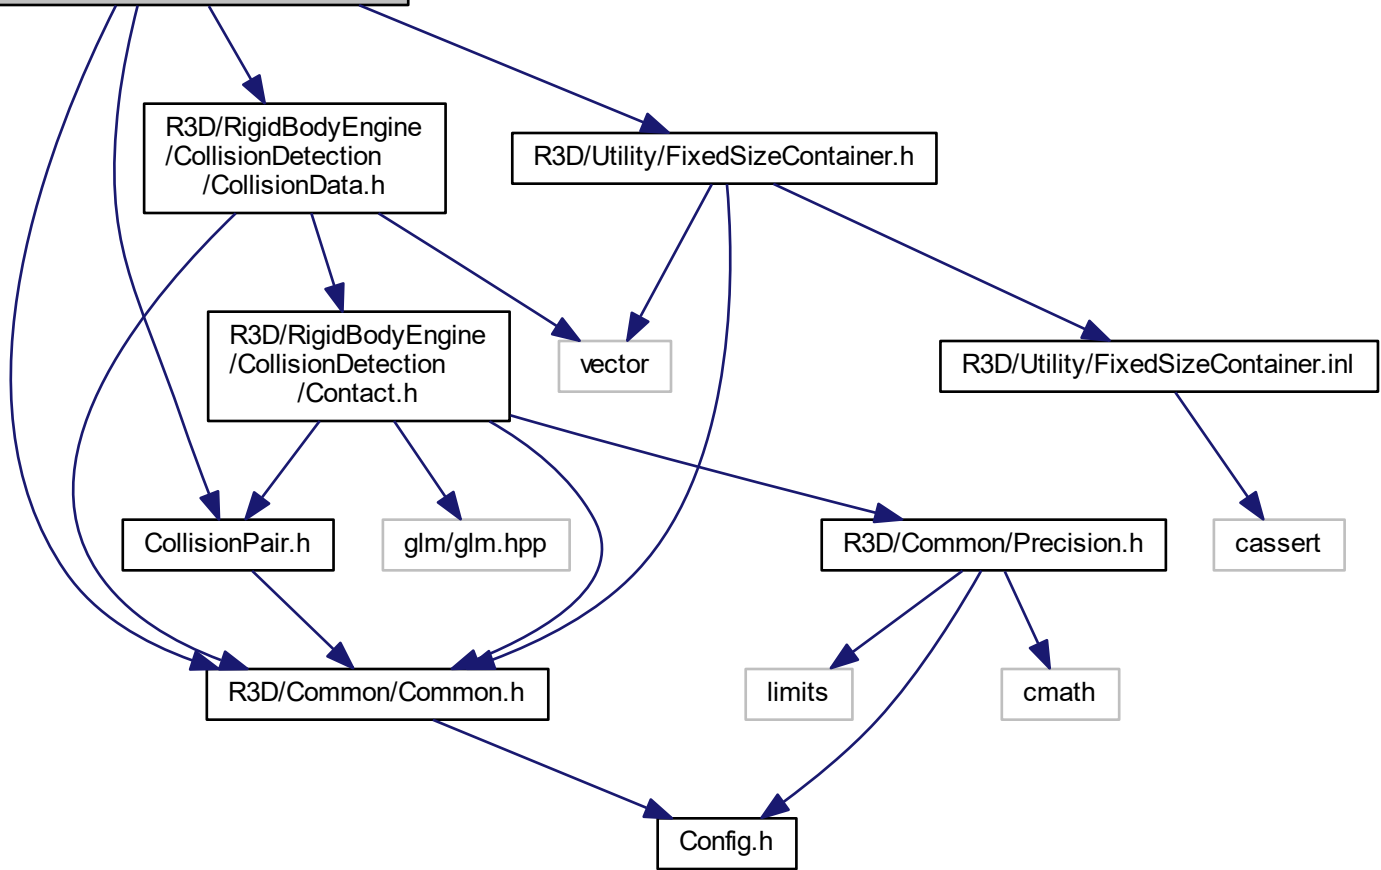 R3D/RigidBodyEngine
/CollisionDetection
/CollisionData.h
R3D/Utility/FixedSizeContainer.h
R3D/RigidBodyEngine
/CollisionDetection
/Contact.h
vector
R3D/Utility/FixedSizeContainer.inl
CollisionPair.h
glm/glm.hpp
R3D/Common/Precision.h
cassert
R3D/Common/Common.h
limits
cmath
Config.h